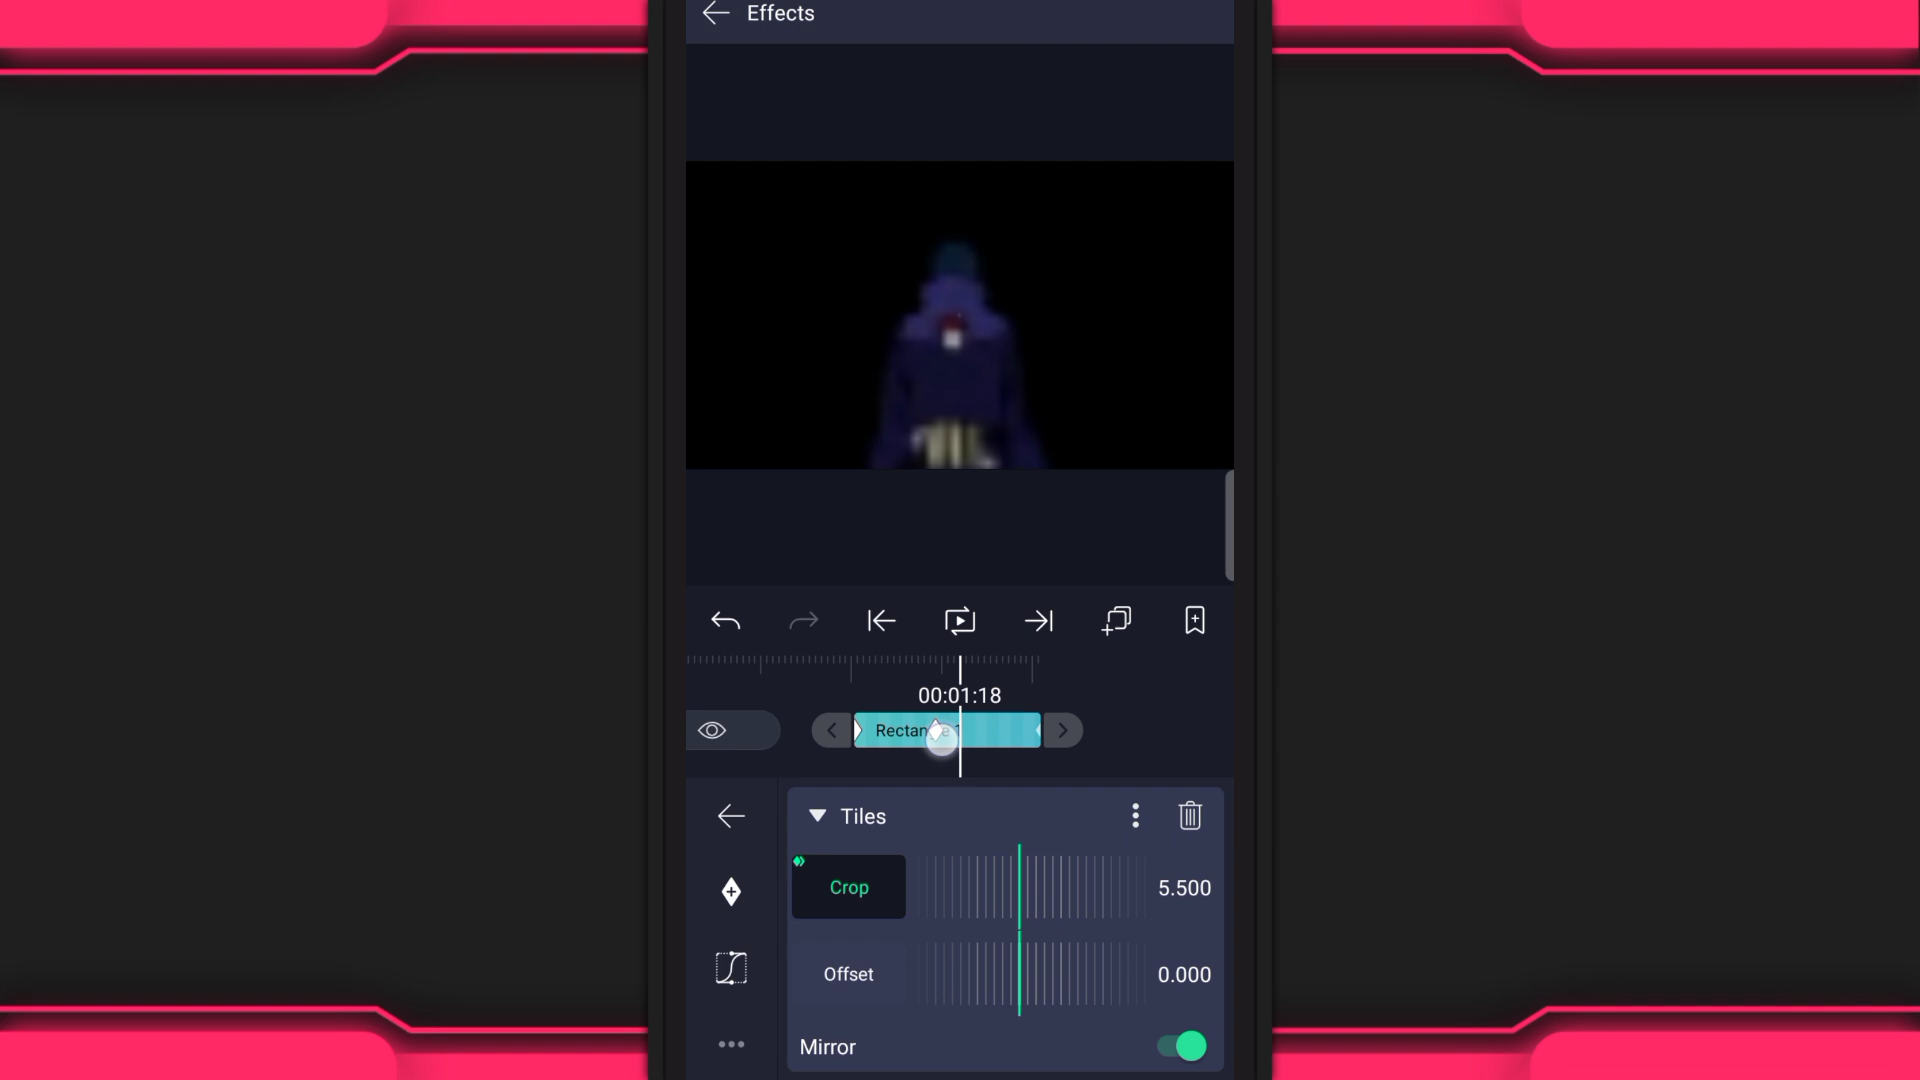 Effects
00:01:18
Tiles
Crop
5.500
Offset
0.000
Mirror